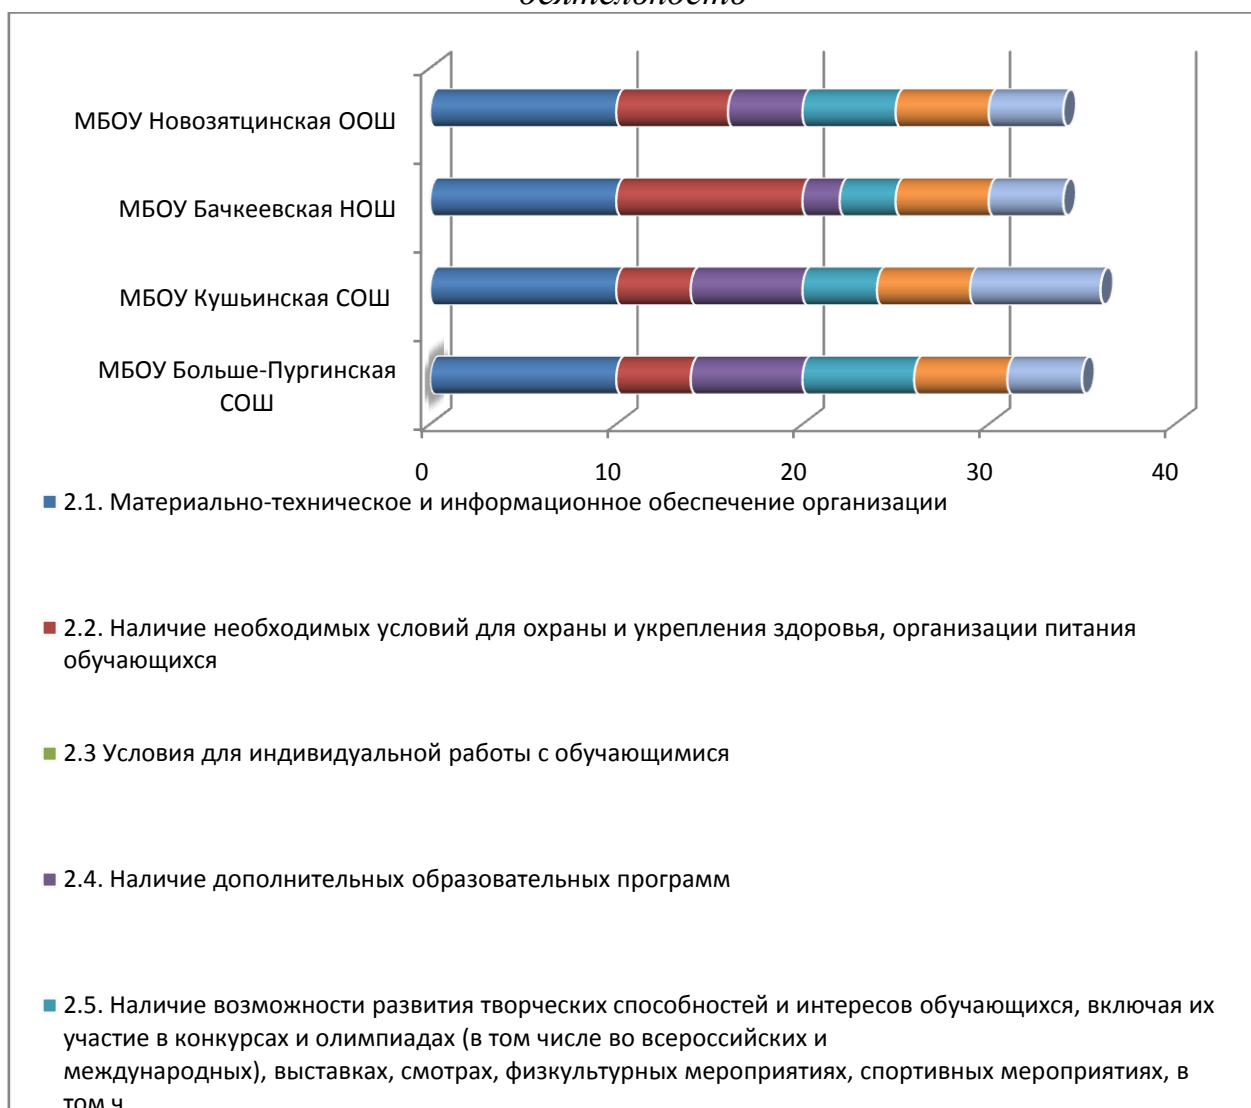 деятельность
МБОУ Новозятцинская ООШ
МБОУ Бачкеевская НОШ
МБОУ Кушьинская СОШ
МБОУ Больше-Пургинская
СОШ
0 10 20 30 40
2.1. Материально-техническое и информационное обеспечение организации
2.2. Наличие необходимых условий для охраны и укрепления здоровья, организации питания
обучающихся
2.3 Условия для индивидуальной работы с обучающимися
2.4. Наличие дополнительных образовательных программ
2.5. Наличие возможности развития творческих способностей и интересов обучающихся, включая их
участие в конкурсах и олимпиадах (в том числе во всероссийских и
международных), выставках, смотрах, физкультурных мероприятиях, спортивных мероприятиях, в
том ч